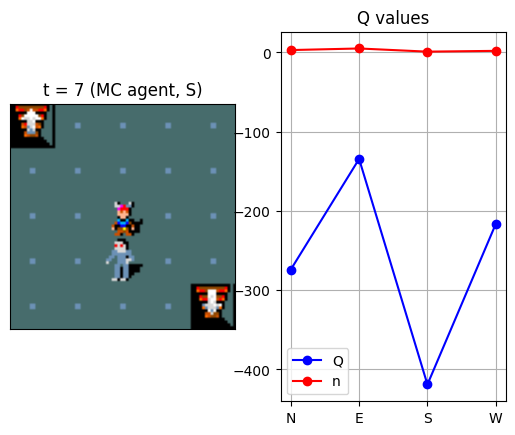 t = 7 (MC agent, S)
Q values
0
−100
−200
−300
−400
Q
n
N
E
S
W